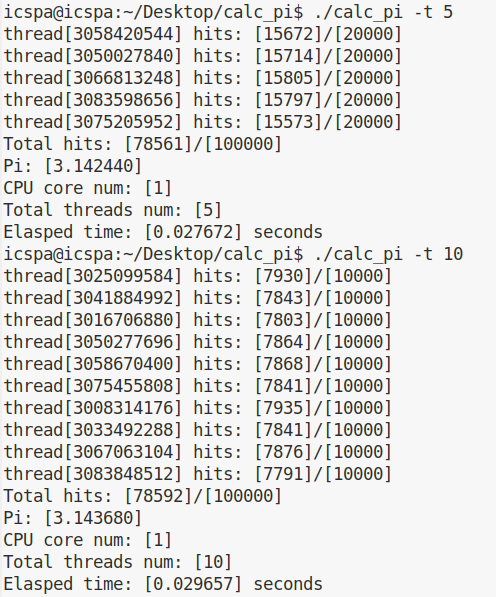 icspa@icspa:~/Desktop/calc_pi$ ./calc_pi -t 5
thread[3058420544] hits: [15672]/[20000]
thread[3050027840] hits: [15714]/[20000]
thread[3066813248] hits: [15805]/[20000]
thread[3083598656] hits: [15797]/[20000]
thread[3075205952] hits: [15573]/[20000]
Total hits: [78561]/[100000]
Pi: [3.142440]
CPU core num: [1]
Total threads num: [5]
Elasped time: [0.027672] seconds
icspa@icspa:~/Desktop/calc_pi$ ./calc_pi -t 10
thread[3025099584] hits: [7930]/[10000]
thread[3041884992] hits: [7843]/[10000]
thread[3016706880] hits: [7803]/[10000]
thread[3050277696] hits: [7864]/[10000]
thread[3058670400] hits: [7868]/[10000]
thread[3075455808] hits: [7841]/[10000]
thread[3008314176] hits: [7935]/[10000]
thread[3033492288] hits: [7841]/[10000]
thread[3067063104] hits: [7876]/[10000]
thread[3083848512] hits: [7791]/[10000]
Total hits: [78592]/[100000]
Pi: [3.143680]
CPU core num: [1]
Total threads num: [10]
Elasped time: [0.029657] seconds